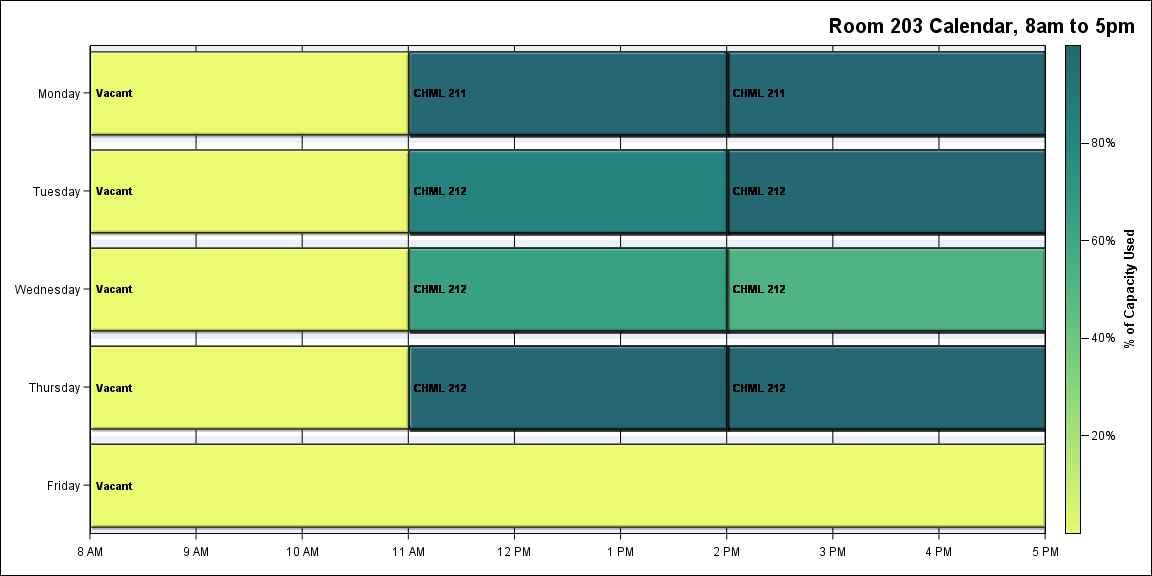 Room 203 Calendar, 8am to 5pm
Monday
Vacant
CHML 211
CHML 211
Tuesday
Vacant
CHML 212
CHML 212
Wednesday
Vacant
CHML 212
CHML 212
Thursday
Vacant
CHML 212
CHML 212
Friday
Vacant
8 AM
9 AM
10 AM
11 AM
12 PM
1 PM
2 PM
3 PM
4 PM
5 PM
80%
60%
40%
20%
% of Capacity Used